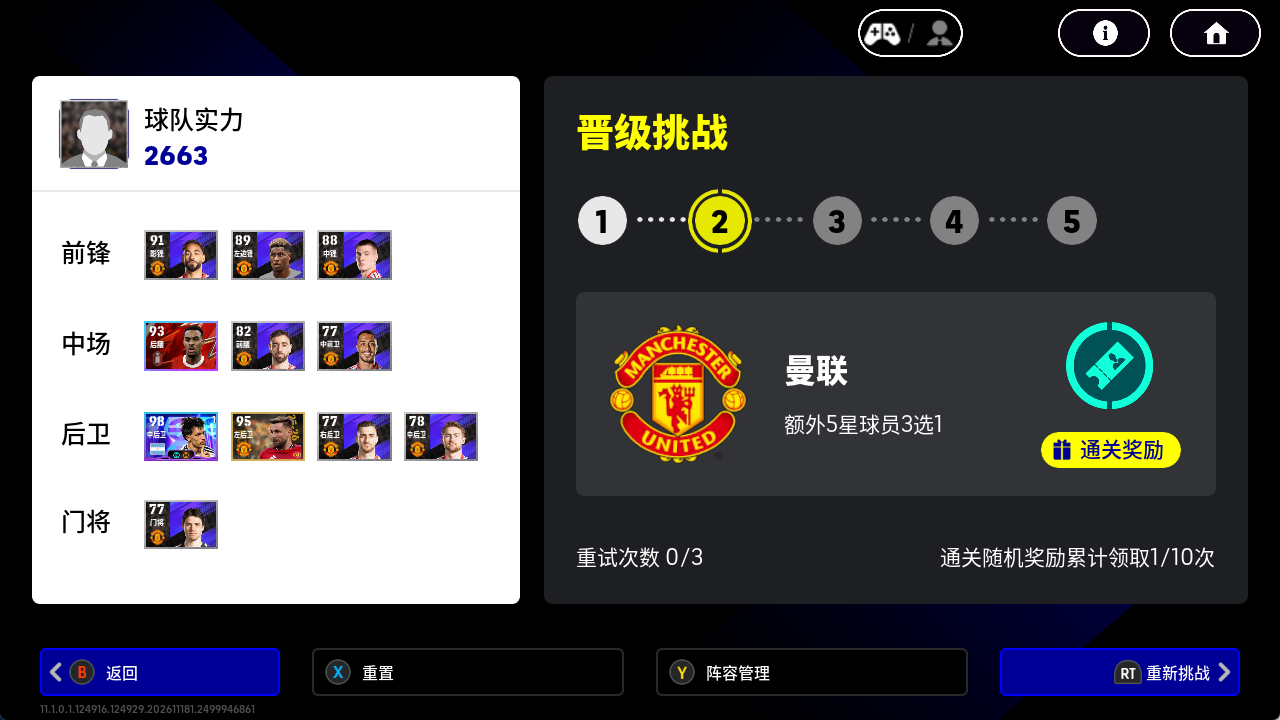 球队实力
2663
前锋
91
影锋
89
左边锋
88
中锋
中场
93
后腰
82
前腰
77
中前卫
后卫
98
中后卫
95
左后卫
77
右后卫
78
中后卫
门将
77
门将
晋级挑战
1 2 3 4 5
MANCHESTER
UNITED
曼联
额外5星球员3选1
通关奖励
重试次数 0/3
通关随机奖励累计领取1/10次
B 返回
X 重置
Y 阵容管理
RT 重新挑战
11.1.0.1.124916.124929.202611181.2499946861